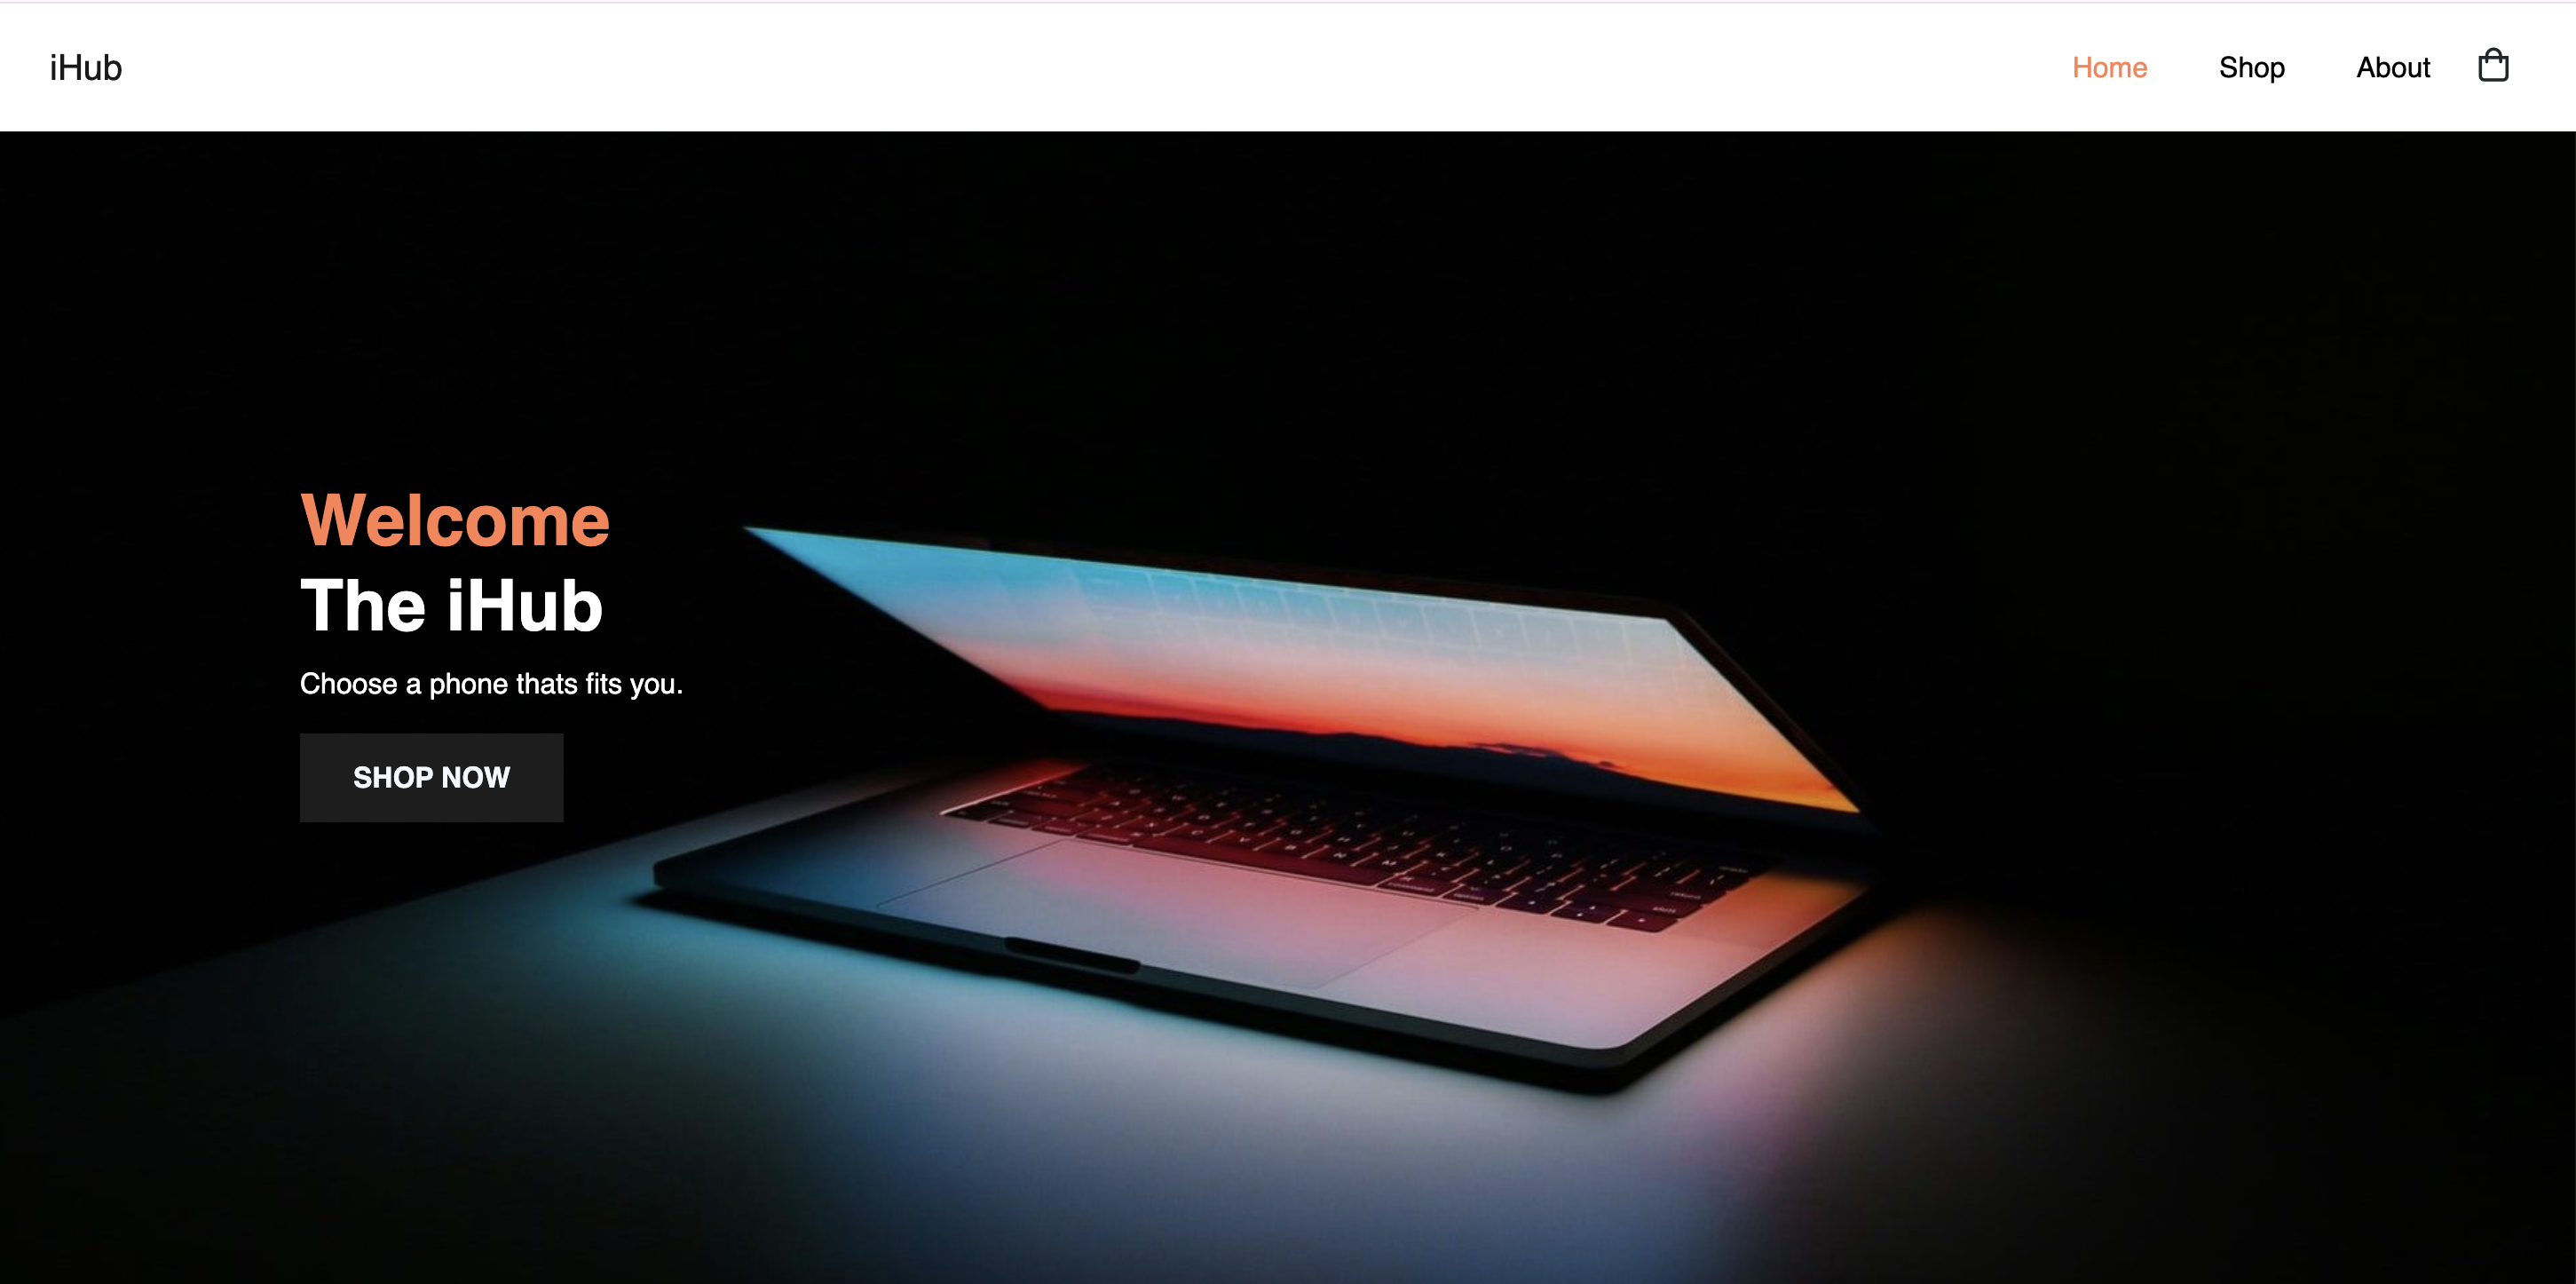 iHub
Home Shop About
Welcome
The iHub
Choose a phone thats fits you.
SHOP NOW